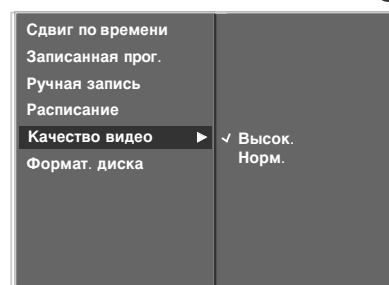 Сдвиг по времени
Записанная прог.
Ручная запись
Расписание
Качество видео
Высок.
Норм.
Формат. диска